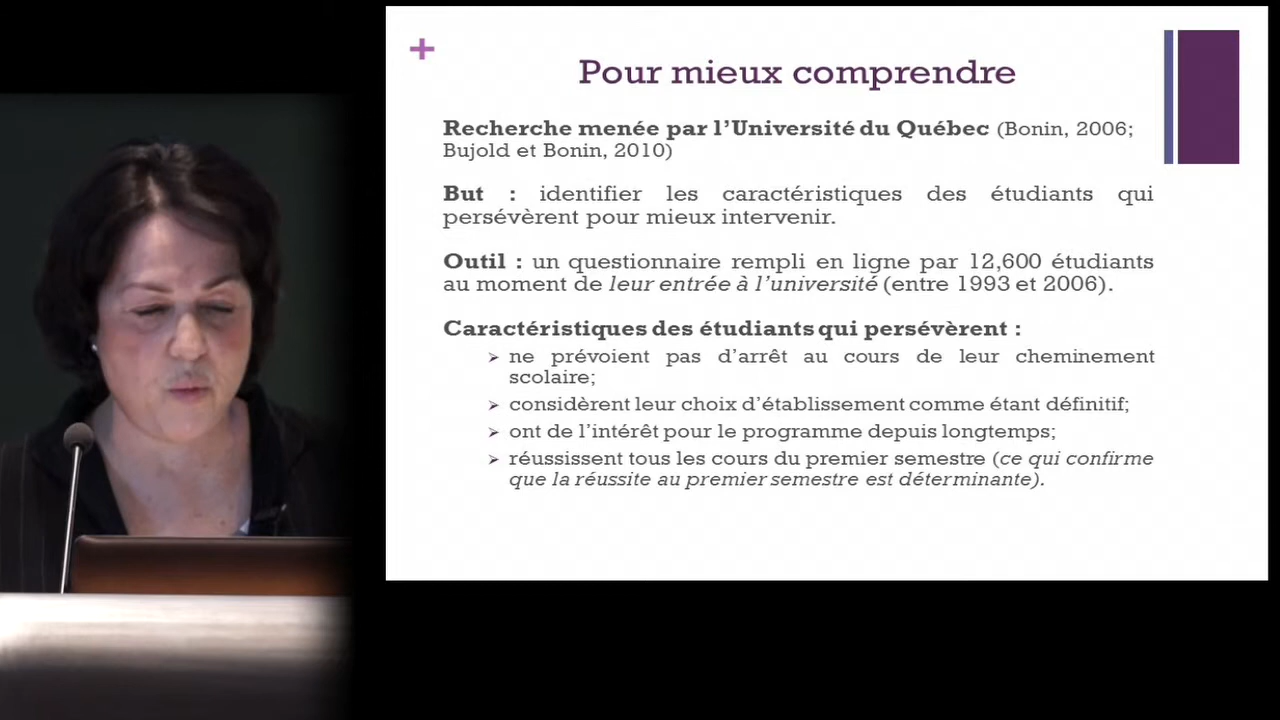 +
Pour mieux comprendre
Recherche menée par l'Université du Québec (Bonin, 2006;
Bujold et Bonin, 2010)
But : identifier les caractéristiques des étudiants qui
persévèrent pour mieux intervenir.
Outil : un questionnaire rempli en ligne par 12,600 étudiants
au moment de leur entrée à l'université (entre 1993 et 2006).
Caractéristiques des étudiants qui persévèrent :
➢ ne prévoient pas d'arrêt au cours de leur cheminement
scolaire;
➢ considèrent leur choix d'établissement comme étant définitif;
➢ ont de l'intérêt pour le programme depuis longtemps;
➢ réussissent tous les cours du premier semestre (ce qui confirme
que la réussite au premier semestre est déterminante).